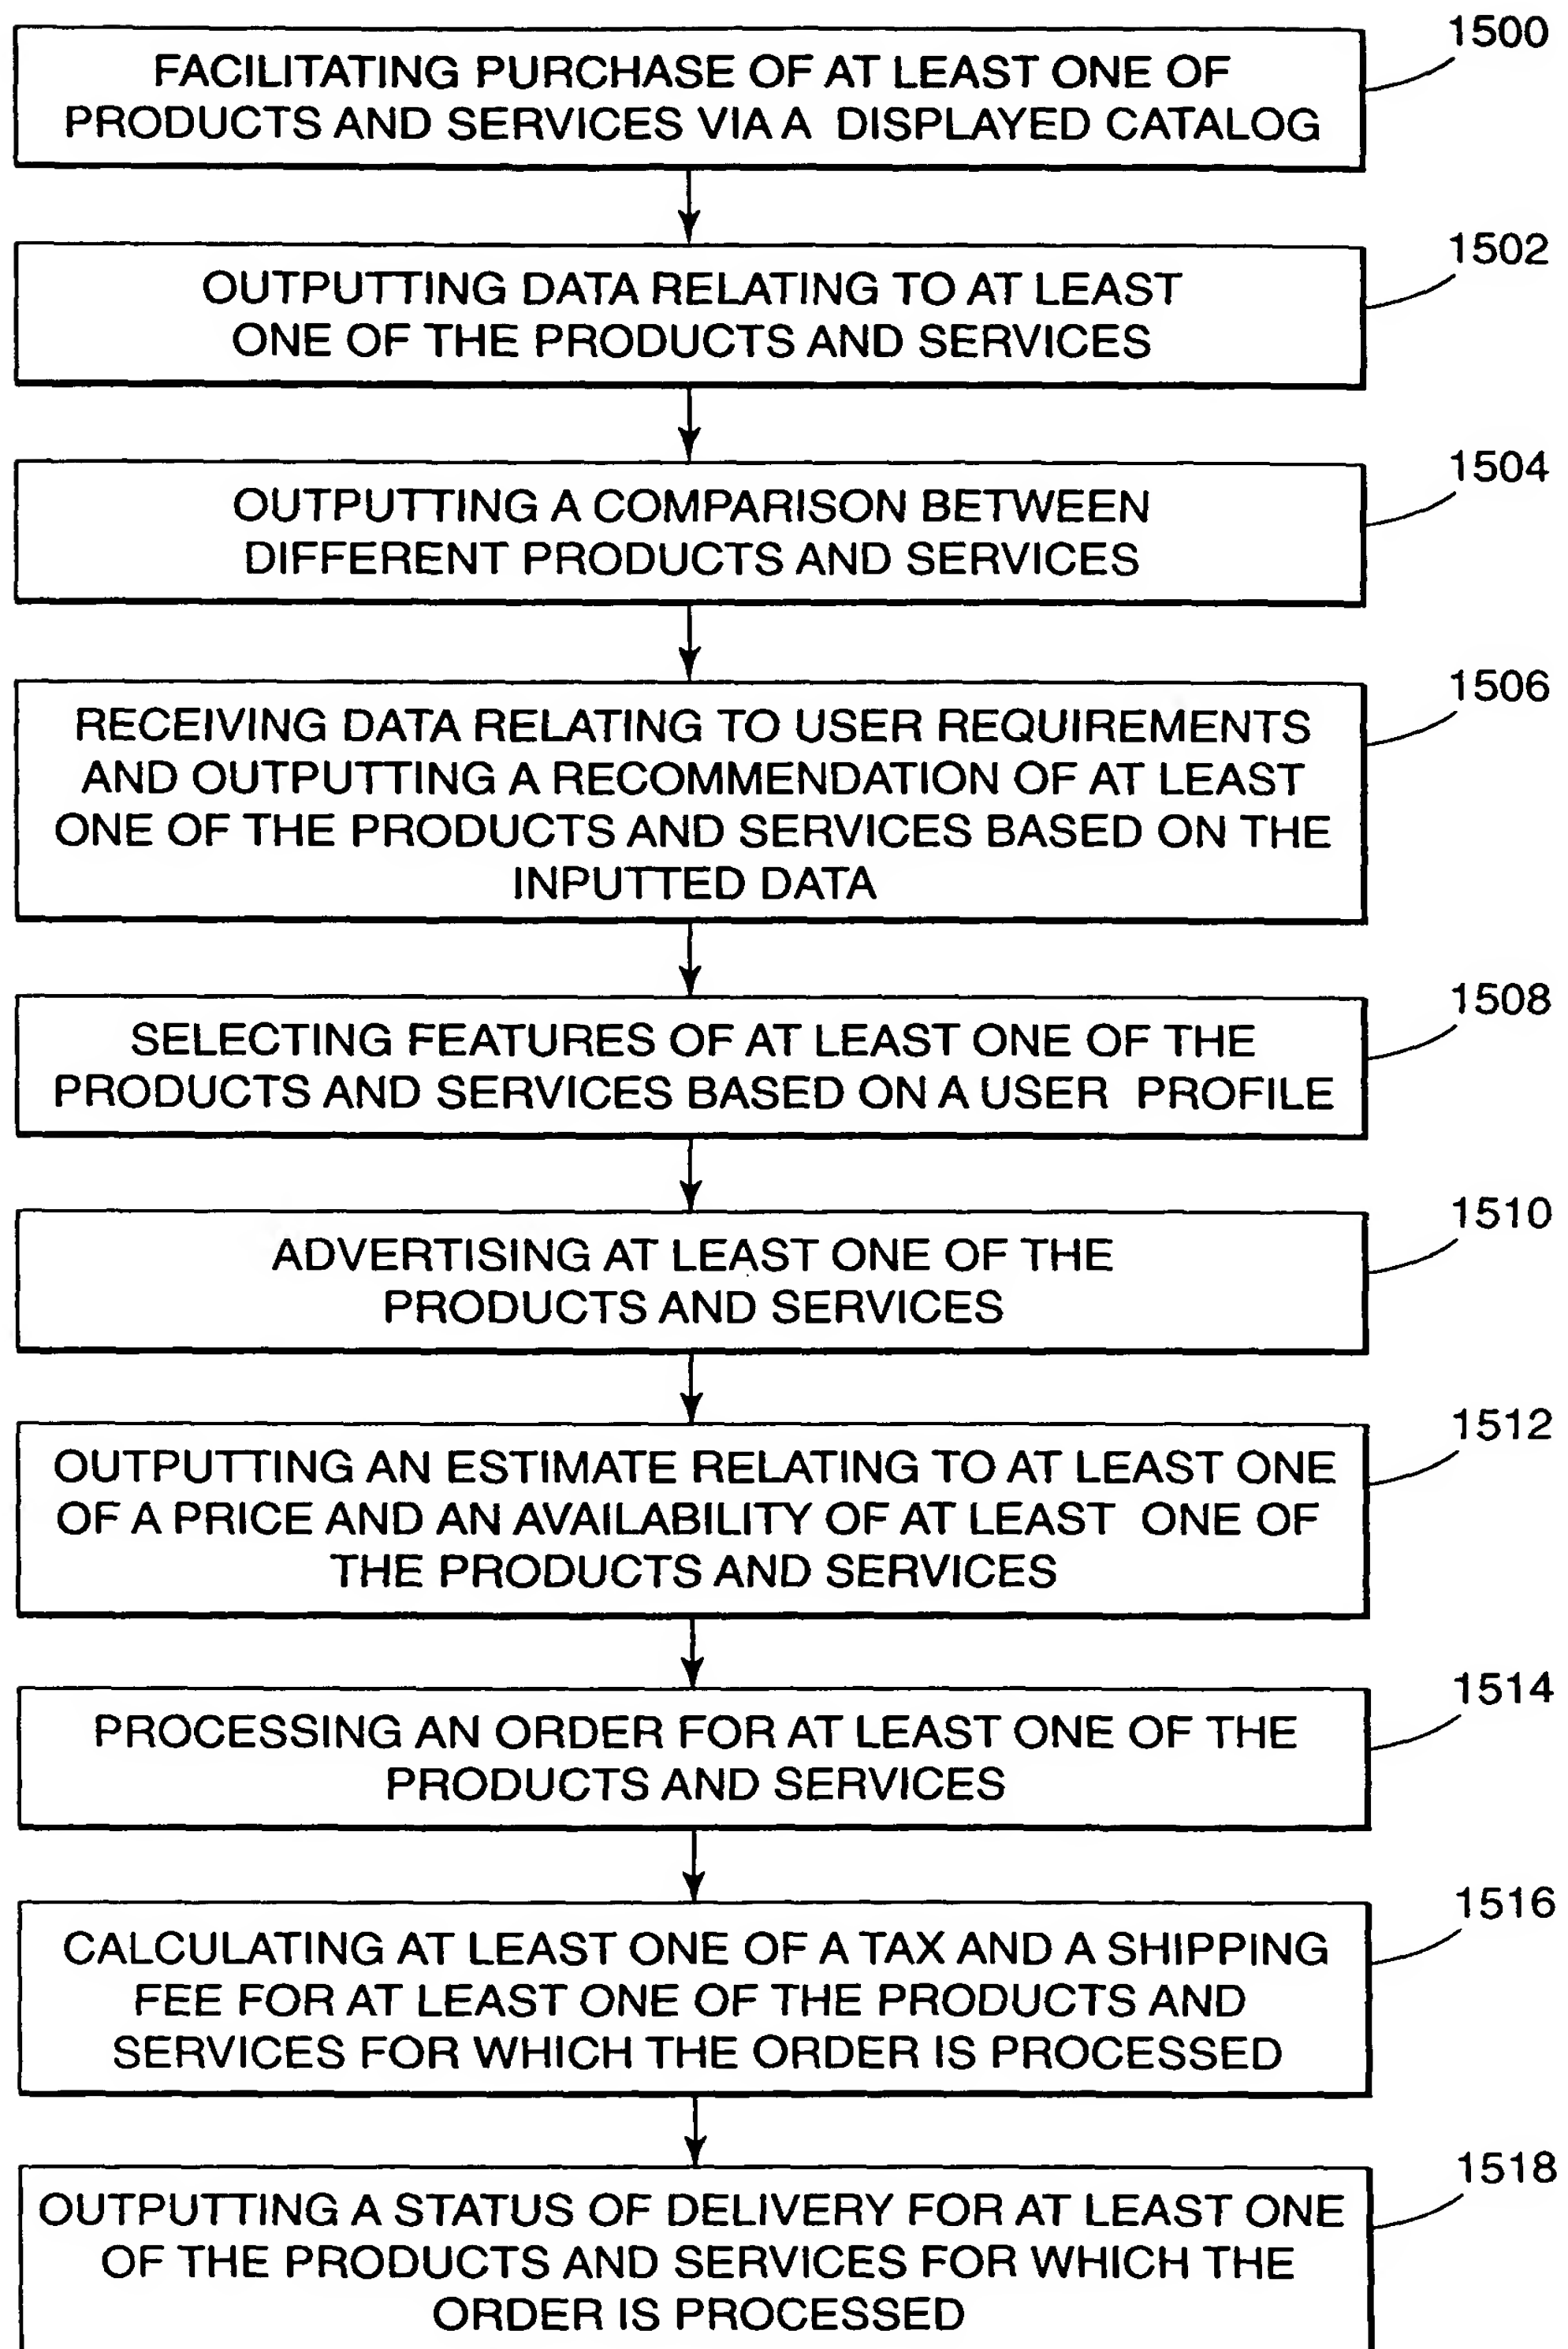 1500
FACILITATING PURCHASE OF AT LEAST ONE OF
PRODUCTS AND SERVICES VIA A DISPLAYED CATALOG
1502
OUTPUTTING DATA RELATING TO AT LEAST
ONE OF THE PRODUCTS AND SERVICES
1504
OUTPUTTING A COMPARISON BETWEEN
DIFFERENT PRODUCTS AND SERVICES
1506
RECEIVING DATA RELATING TO USER REQUIREMENTS
AND OUTPUTTING A RECOMMENDATION OF AT LEAST
ONE OF THE PRODUCTS AND SERVICES BASED ON THE
INPUTTED DATA
1508
SELECTING FEATURES OF AT LEAST ONE OF THE
PRODUCTS AND SERVICES BASED ON A USER PROFILE
1510
ADVERTISING AT LEAST ONE OF THE
PRODUCTS AND SERVICES
1512
OUTPUTTING AN ESTIMATE RELATING TO AT LEAST ONE
OF A PRICE AND AN AVAILABILITY OF AT LEAST ONE OF
THE PRODUCTS AND SERVICES
1514
PROCESSING AN ORDER FOR AT LEAST ONE OF THE
PRODUCTS AND SERVICES
1516
CALCULATING AT LEAST ONE OF A TAX AND A SHIPPING
FEE FOR AT LEAST ONE OF THE PRODUCTS AND
SERVICES FOR WHICH THE ORDER IS PROCESSED
1518
OUTPUTTING A STATUS OF DELIVERY FOR AT LEAST ONE
OF THE PRODUCTS AND SERVICES FOR WHICH THE
ORDER IS PROCESSED